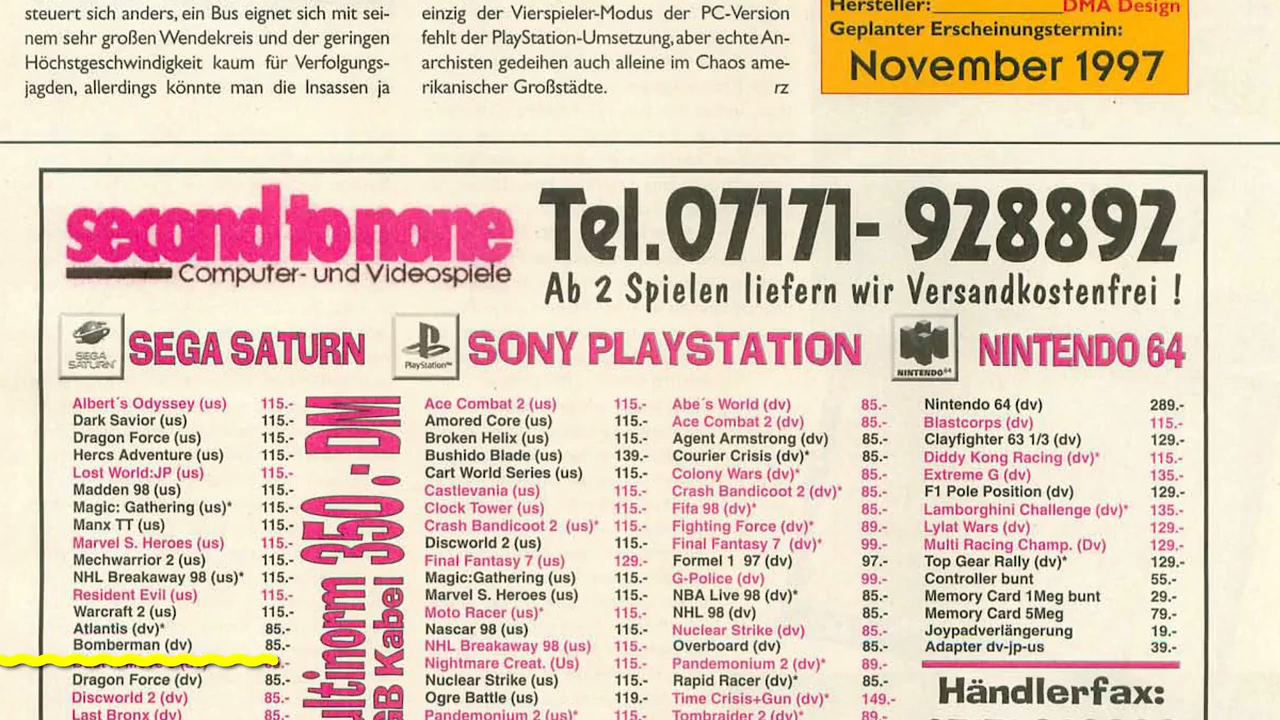 steuert sich anders, ein Bus eignet sich mit sei-
nem sehr großen Wendekreis und der geringen
Höchstgeschwindigkeit kaum für Verfolgungs-
jagden, allerdings könnte man die Insassen ja
einzig der Vierspieler-Modus der PC-Version
fehlt der PlayStation-Umsetzung, aber echte An-
archisten gedeihen auch alleine im Chaos ame-
rikanischer Großstädte. rz
Hersteller: DMA Design
Geplanter Erscheinungstermin:
November 1997
second to none
Computer- und Videospiele
Tel. 07171- 928892
Ab 2 Spielen liefern wir Versandkostenfrei !
SEGA SATURN
SEGA SATURN
Albert´s Odyssey (us) 115.-
Dark Savior (us) 115.-
Dragon Force (us) 115.-
Hercs Adventure (us) 115.-
Lost World:JP (us) 115.-
Madden 98 (us) 115.-
Magic: Gathering (us)* 115.-
Manx TT (us) 115.-
Marvel S. Heroes (us) 115.-
Mechwarrior 2 (us) 115.-
NHL Breakaway 98 (us)* 115.-
Resident Evil (us) 115.-
Warcraft 2 (us) 115.-
Atlantis (dv)* 85.-
Bomberman (dv) 85.-
Dragon Force (dv) 85.-
Discworld 2 (dv) 85.-
Last Bronx (dv) 85.-
350.- DM
RGB Kabel
PlayStation
SONY PLAYSTATION
Ace Combat 2 (us) 115.-
Amored Core (us) 115.-
Broken Helix (us) 115.-
Bushido Blade (us) 139.-
Cart World Series (us) 115.-
Castlevania (us) 115.-
Clock Tower (us) 115.-
Crash Bandicoot 2 (us)* 115.-
Discworld 2 (us) 115.-
Final Fantasy 7 (us) 129.-
Magic:Gathering (us) 115.-
Marvel S. Heroes (us) 115.-
Moto Racer (us)* 115.-
Nascar 98 (us) 115.-
NHL Breakaway 98 (us) 115.-
Nightmare Creat. (Us) 115.-
Nuclear Strike (us) 115.-
Ogre Battle (us) 119.-
Pandemonium 2 (us)* 115.-
Abe´s World (dv) 85.-
Ace Combat 2 (dv) 85.-
Agent Armstrong (dv) 85.-
Courier Crisis (dv)* 85.-
Colony Wars (dv)* 85.-
Crash Bandicoot 2 (dv)* 85.-
Fifa 98 (dv)* 85.-
Fighting Force (dv)* 89.-
Final Fantasy 7 (dv)* 99.-
Formel 1 97 (dv) 97.-
G-Police (dv) 99.-
NBA Live 98 (dv)* 85.-
NHL 98 (dv) 85.-
Nuclear Strike (dv) 85.-
Overboard (dv) 85.-
Pandemonium 2 (dv)* 89.-
Rapid Racer (dv)* 85.-
Time Crisis+Gun (dv)* 149.-
Tombraider 2 (dv)* 89.-
NINTENDO 64
NINTENDO 64
Nintendo 64 (dv) 289.-
Blastcorps (dv) 115.-
Clayfighter 63 1/3 (dv) 129.-
Diddy Kong Racing (dv)* 115.-
Extreme G (dv) 135.-
F1 Pole Position (dv) 129.-
Lamborghini Challenge (dv)* 135.-
Lylat Wars (dv) 129.-
Multi Racing Champ. (Dv) 129.-
Top Gear Rally (dv)* 129.-
Controller bunt 55.-
Memory Card 1Meg bunt 29.-
Memory Card 5Meg 79.-
Joypadverlängerung 19.-
Adapter dv-jp-us 39.-
Händlerfax: